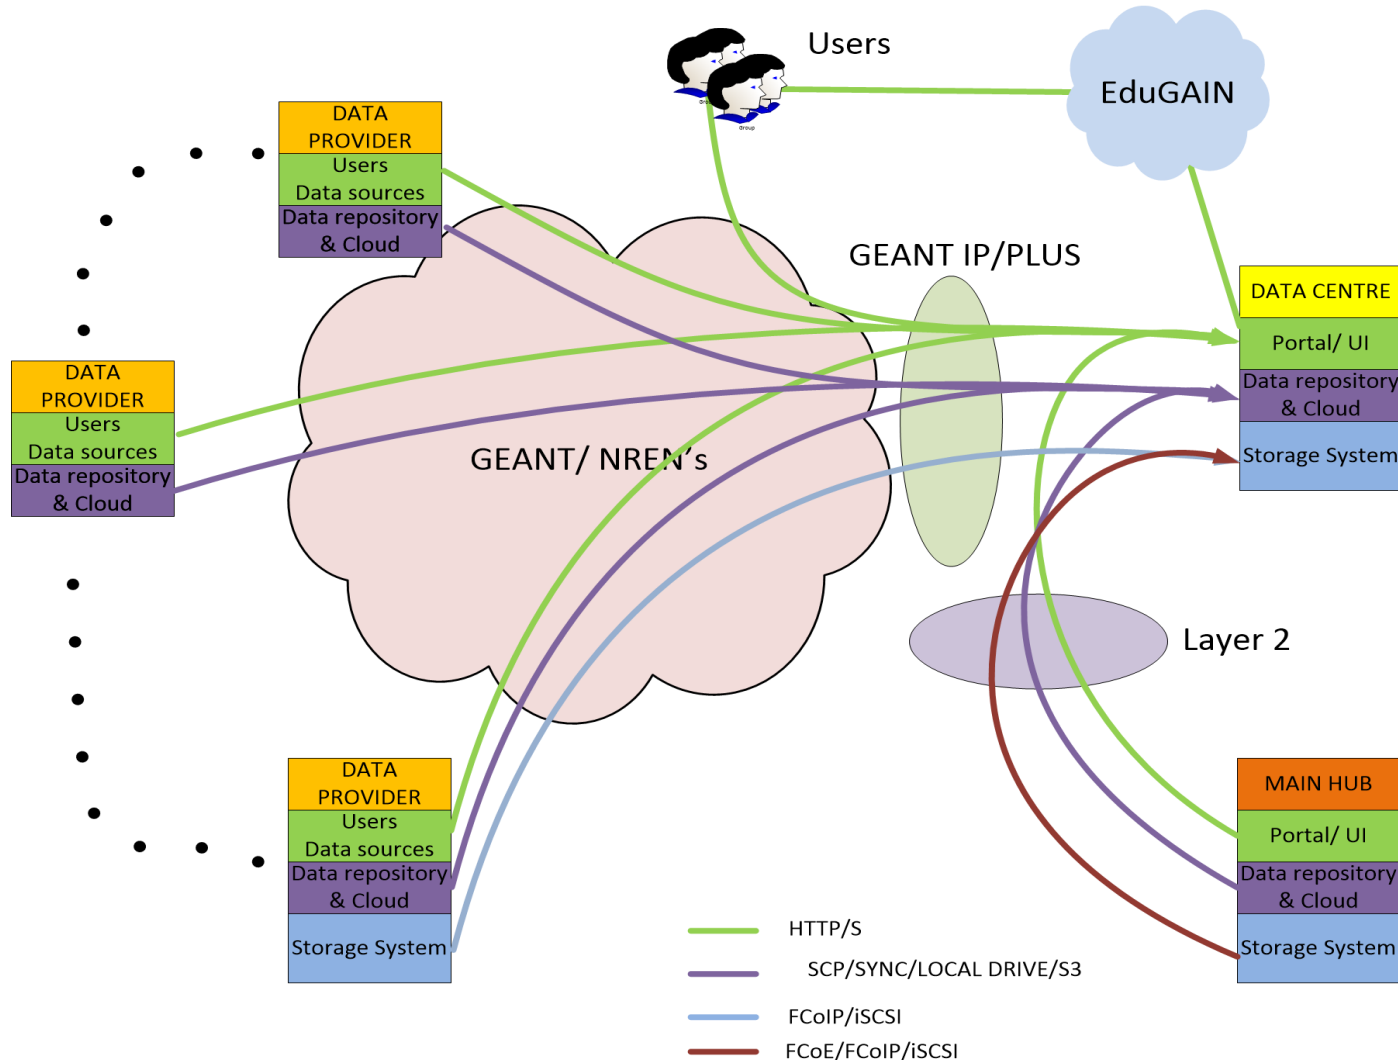 Users
EduGAIN
Group
DATA
PROVIDER
Users
Data sources
Data repository
& Cloud
GEANT IP/PLUS
DATA CENTRE
Portal/ UI
Data repository
& Cloud
Storage System
DATA
PROVIDER
Users
Data sources
Data repository
& Cloud
GEANT/ NREN's
Layer 2
DATA
PROVIDER
Users
Data sources
Data repository
& Cloud
Storage System
MAIN HUB
Portal/ UI
Data repository
& Cloud
Storage System
HTTP/S
SCP/SYNC/LOCAL DRIVE/S3
FCoIP/iSCSI
FCoE/FCoIP/iSCSI